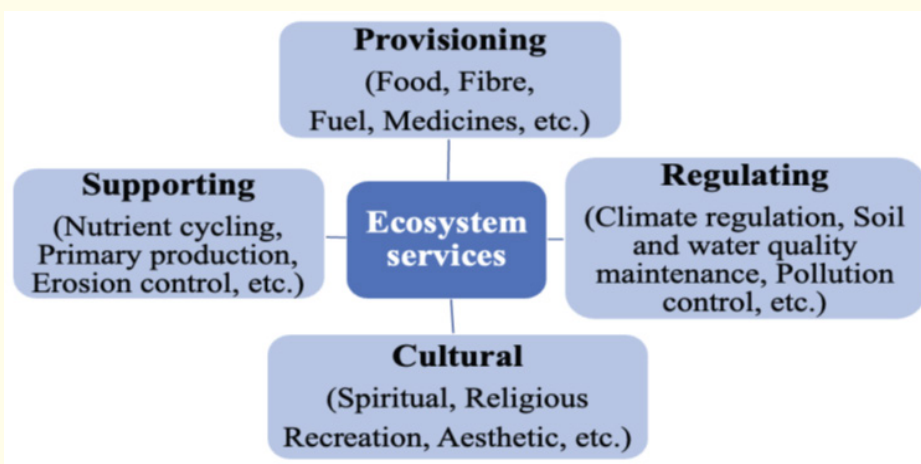 Provisioning
(Food, Fibre,
Fuel, Medicines, etc.)
Supporting
(Nutrient cycling,
Primary production,
Erosion control, etc.)
Ecosystem
services
Regulating
(Climate regulation, Soil
and water quality
maintenance, Pollution
control, etc.)
Cultural
(Spiritual, Religious
Recreation, Aesthetic, etc.)